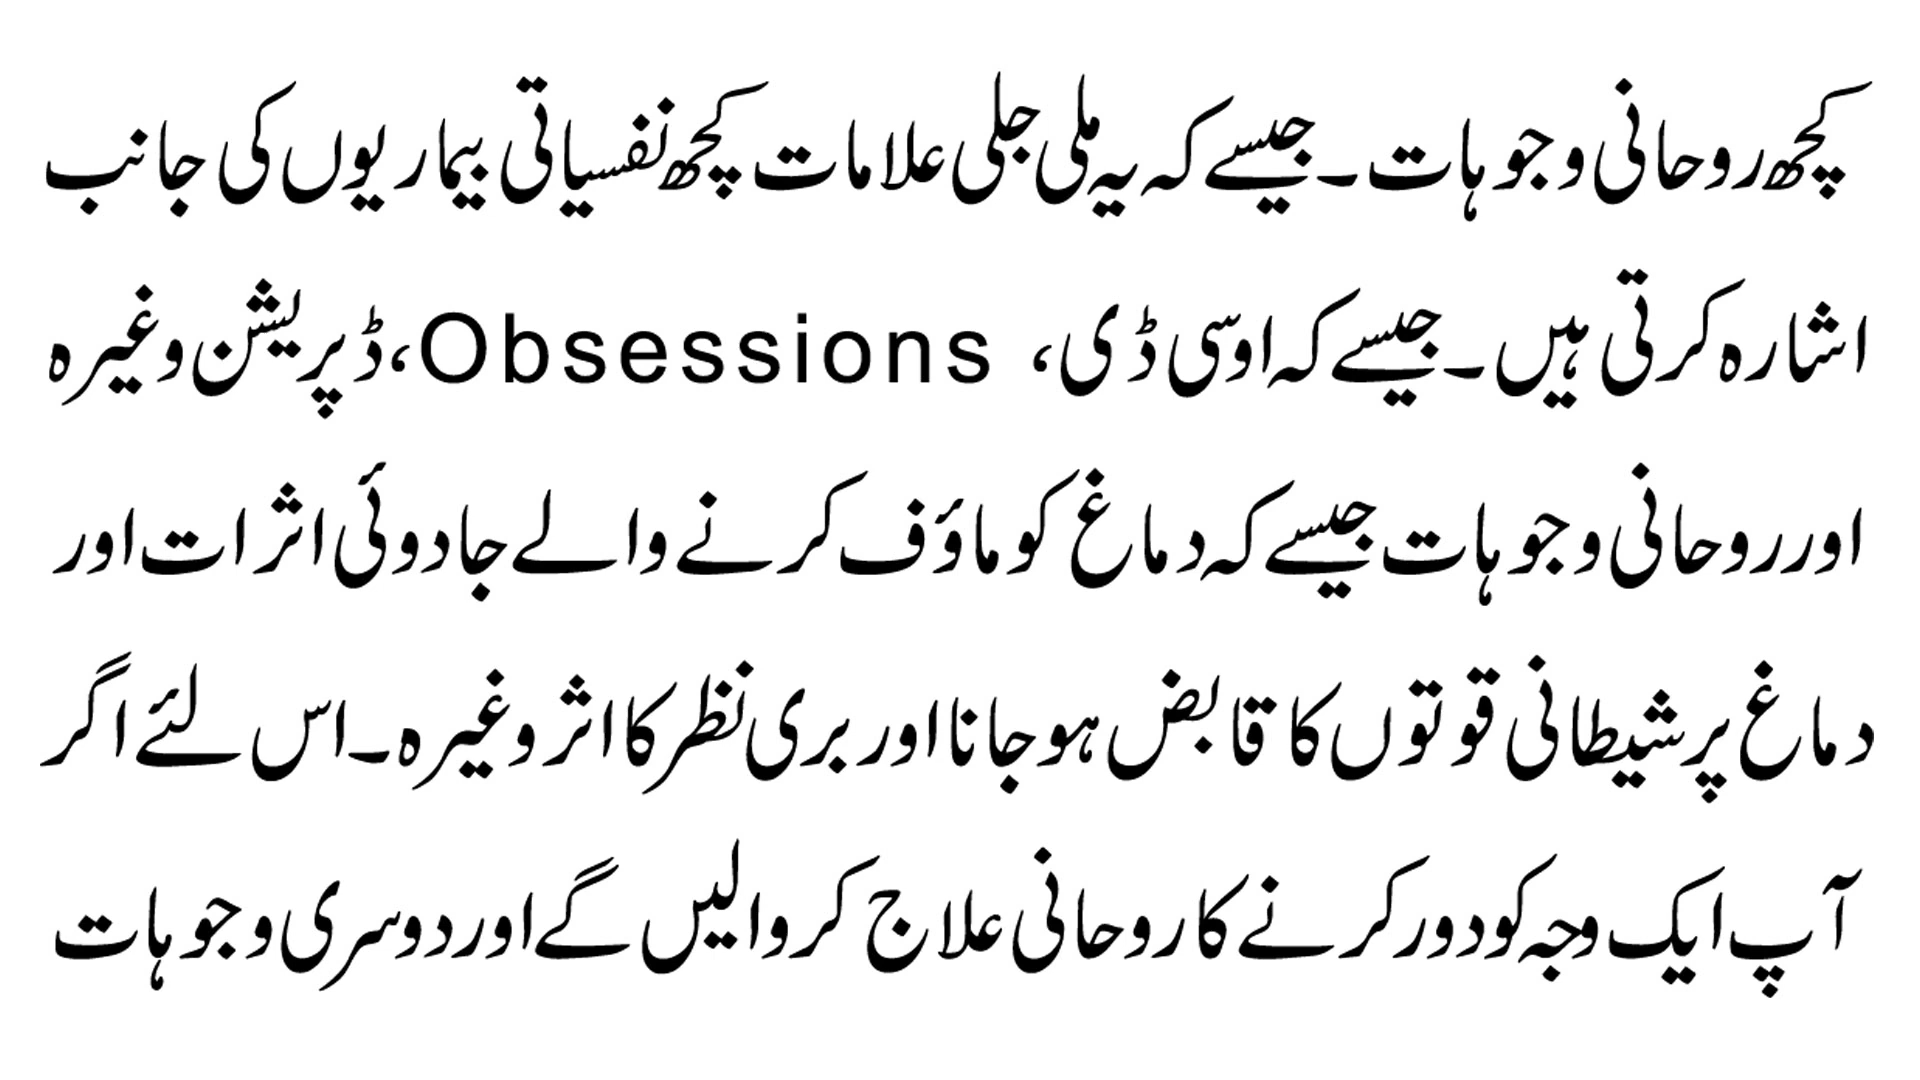 کچھ روحانی وجوہات۔ جیسے کہ یہ ملی جلی علامات کچھ نفسیاتی بیماریوں کی جانب
اشارہ کرتی ہیں۔ جیسے کہ او سی ڈی، Obsessions، ڈپریشن وغیرہ
اور روحانی وجوہات جیسے کہ دماغ کو ماؤف کرنے والے جادوئی اثرات اور
دماغ پر شیطانی قوتوں کا قابض ہو جانا اور بری نظر کا اثر وغیرہ۔ اس لئے اگر
آپ ایک وجہ کو دور کرنے کا روحانی علاج کروا لیں گے اور دوسری وجوہات